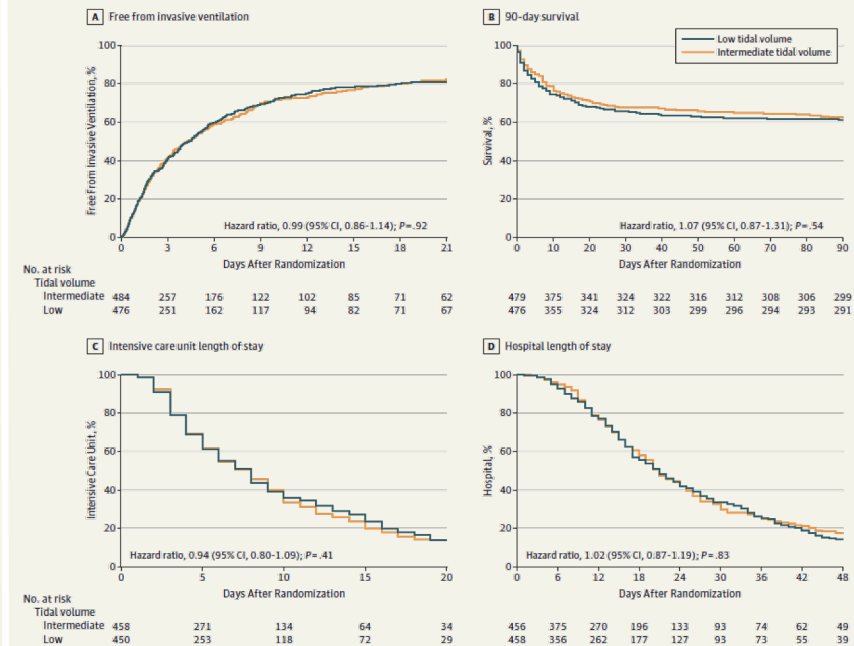 A Free from invasive ventilation
100
80
60
40
20
0
Free From Invasive Ventilation, %
Hazard ratio, 0.99 (95% CI, 0.86-1.14); P=.92
0 3 6 9 12 15 18 21
Days After Randomization
No. at risk
Tidal volume
Intermediate 484 257 176 122 102 85 71 62
Low 476 251 162 117 94 82 71 67
B 90-day survival
Low tidal volume
Intermediate tidal volume
100
80
60
40
20
0
Survival, %
Hazard ratio, 1.07 (95% CI, 0.87-1.31); P=.54
0 10 20 30 40 50 60 70 80 90
Days After Randomization
479 375 341 324 322 316 312 308 306 299
476 355 324 312 303 299 296 294 293 291
C Intensive care unit length of stay
100
80
60
40
20
0
Intensive Care Unit, %
Hazard ratio, 0.94 (95% CI, 0.80-1.09); P=.41
0 5 10 15 20
Days After Randomization
No. at risk
Tidal volume
Intermediate 458 271 134 64 34
Low 450 253 118 72 29
D Hospital length of stay
100
80
60
40
20
0
Hospital, %
Hazard ratio, 1.02 (95% CI, 0.87-1.19); P=.83
0 6 12 18 24 30 36 42 48
Days After Randomization
456 375 270 196 133 93 74 62 49
458 356 262 177 127 93 73 55 39